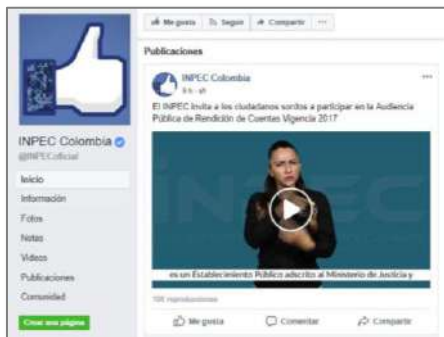 Me gusta Seguir Compartir ...
Publicaciones
INPEC Colombia
El INPEC invita a los ciudadanos sordos a participar en la Audiencia
Pública de Rendición de Cuentas Vigencia 2017
INPEC
es un Establecimiento Público adscrito al Ministerio de Justicia y
reproducciones
Me gusta Comentar Compartir
INPEC Colombia
@INPECoficial
Inicio
Información
Fotos
Notas
Videos
Publicaciones
Comunidad
Crear una página